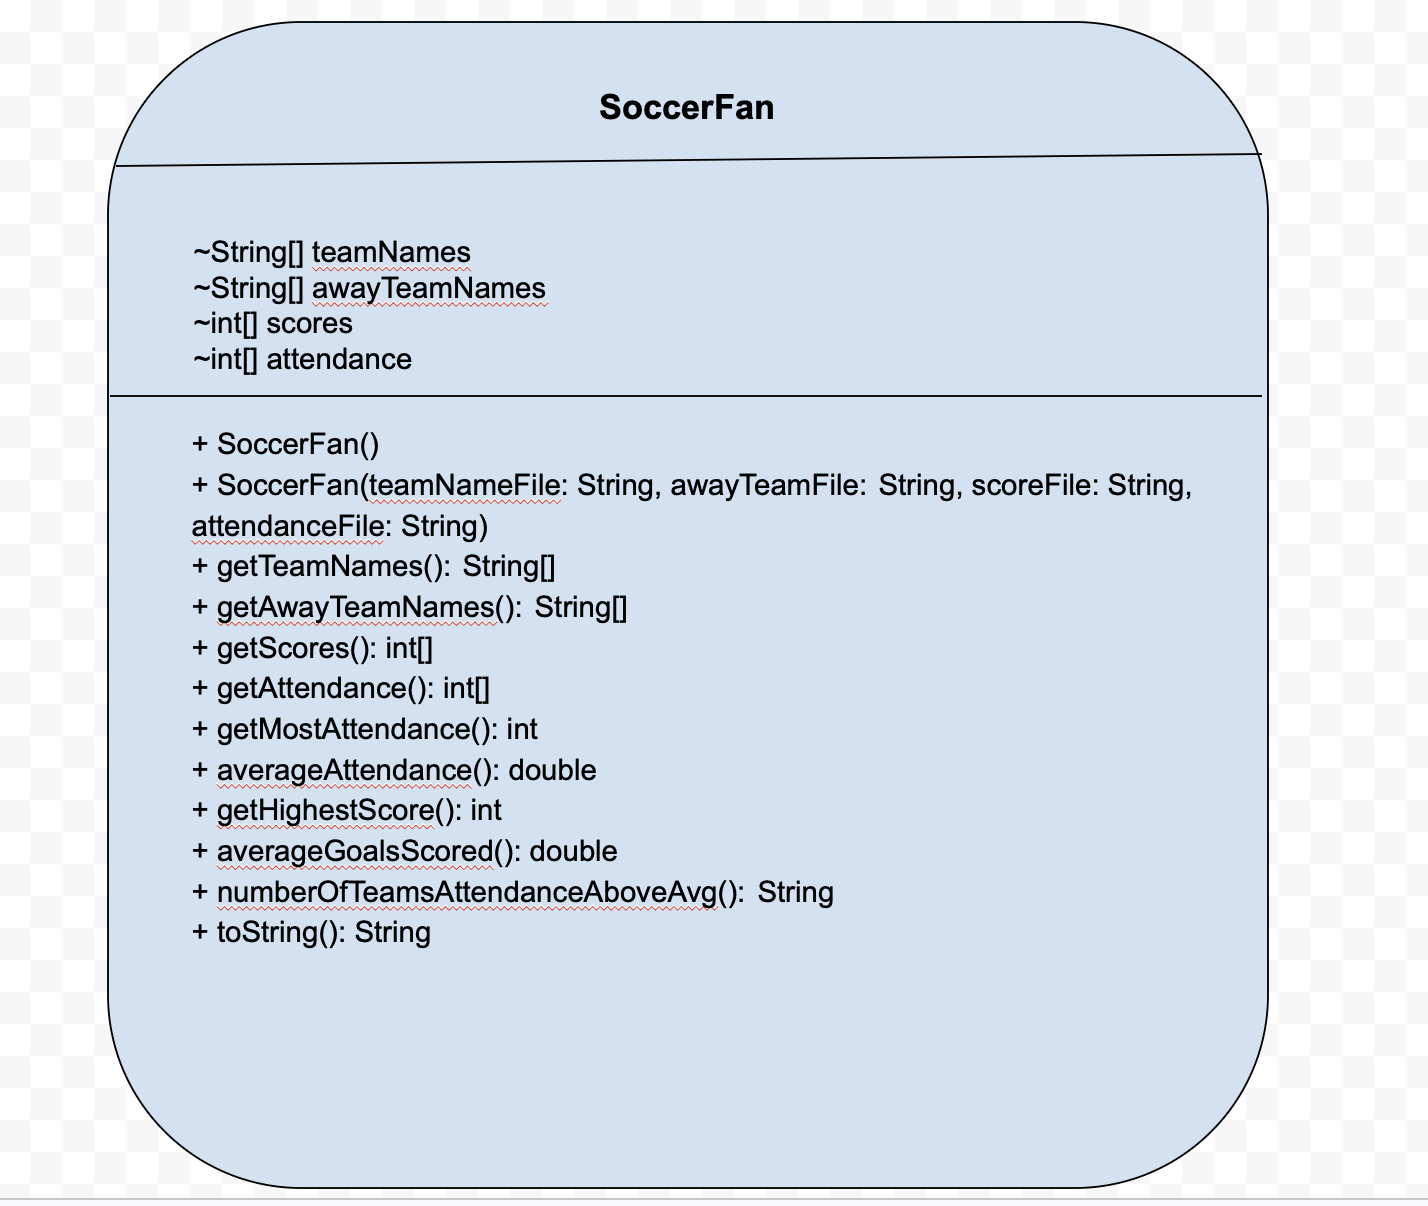 SoccerFan
~String[] teamNames
~String[] awayTeamNames
~int[] scores
~int[] attendance
+ SoccerFan()
+ SoccerFan(teamNameFile: String, awayTeamFile: String, scoreFile: String,
attendanceFile: String)
+ getTeamNames(): String[]
+ getAwayTeamNames(): String[]
+ getScores(): int[]
+ getAttendance(): int[]
+ getMostAttendance(): int
+ averageAttendance(): double
+ getHighestScore(): int
+ averageGoalsScored(): double
+ numberOfTeamsAttendanceAboveAvg(): String
+ toString(): String